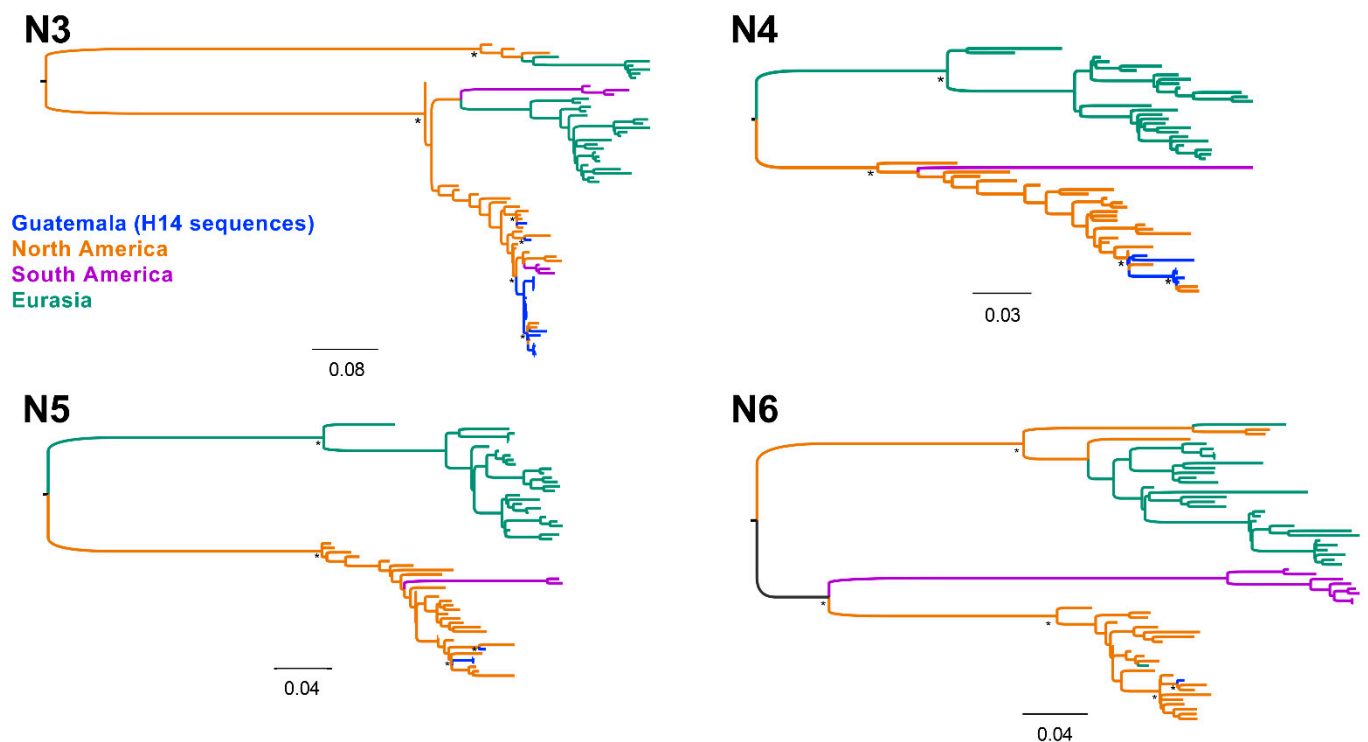 N3
N4
Guatemala (H14 sequences)
North America
South America
Eurasia
0.08
0.03
N5
N6
0.04
0.04